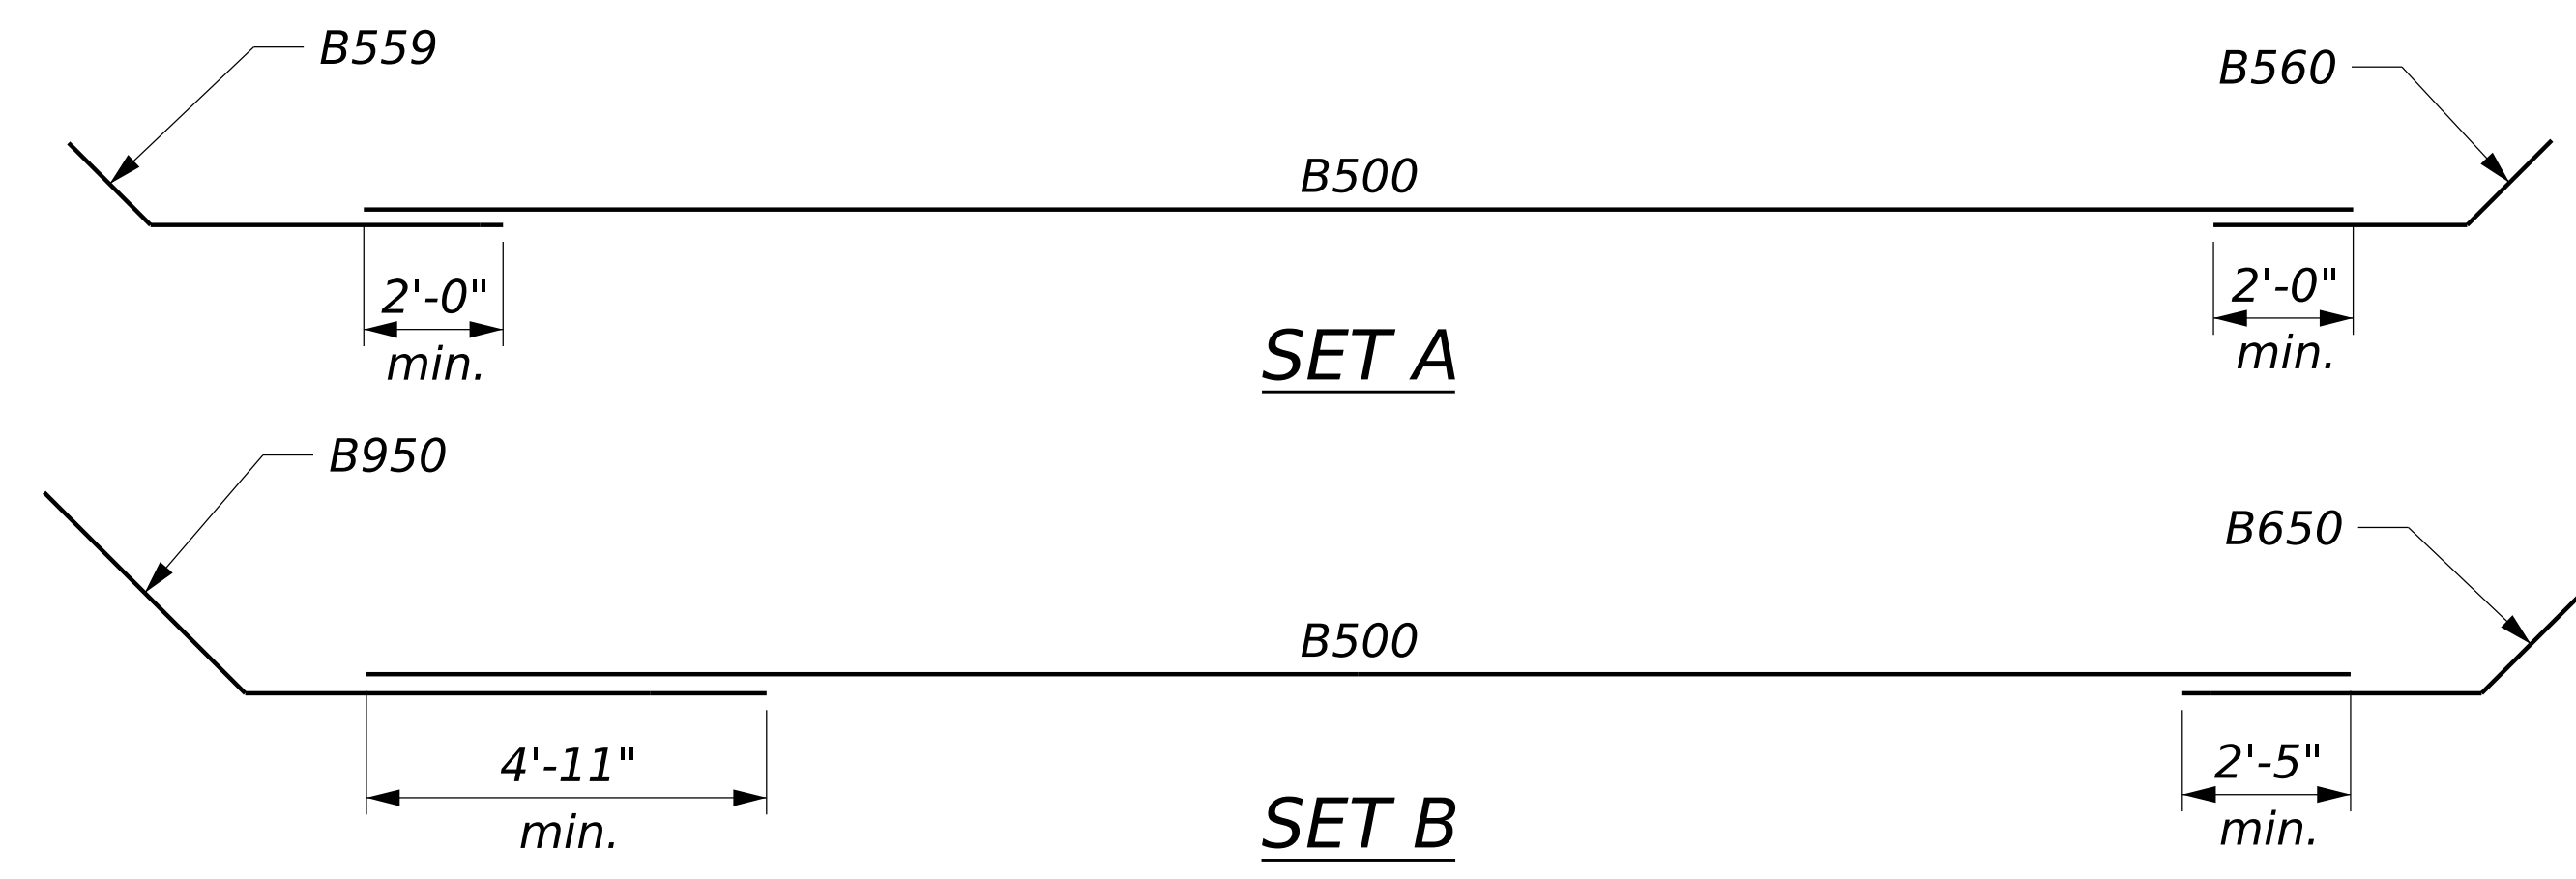 B559
B560
B500
2'-0"
min.
2'-0"
min.
SET A
B950
B650
B500
4'-11"
min.
2'-5"
min.
SET B